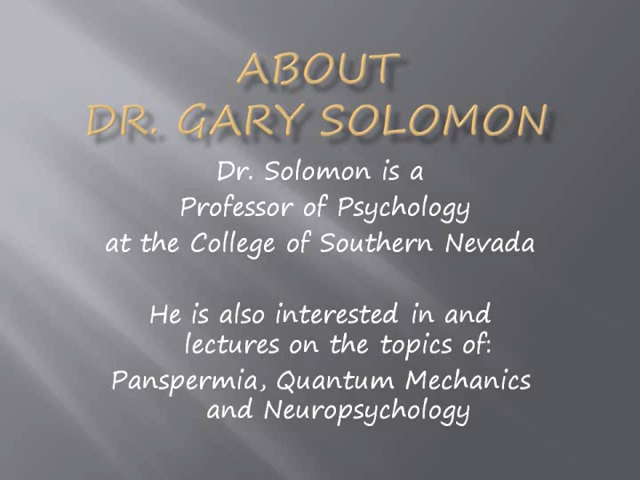 ABOUT
DR. GARY SOLOMON
Dr. Solomon is a
Professor of Psychology
at the College of Southern Nevada
He is also interested in and
lectures on the topics of:
Panspermia, Quantum Mechanics
and Neuropsychology